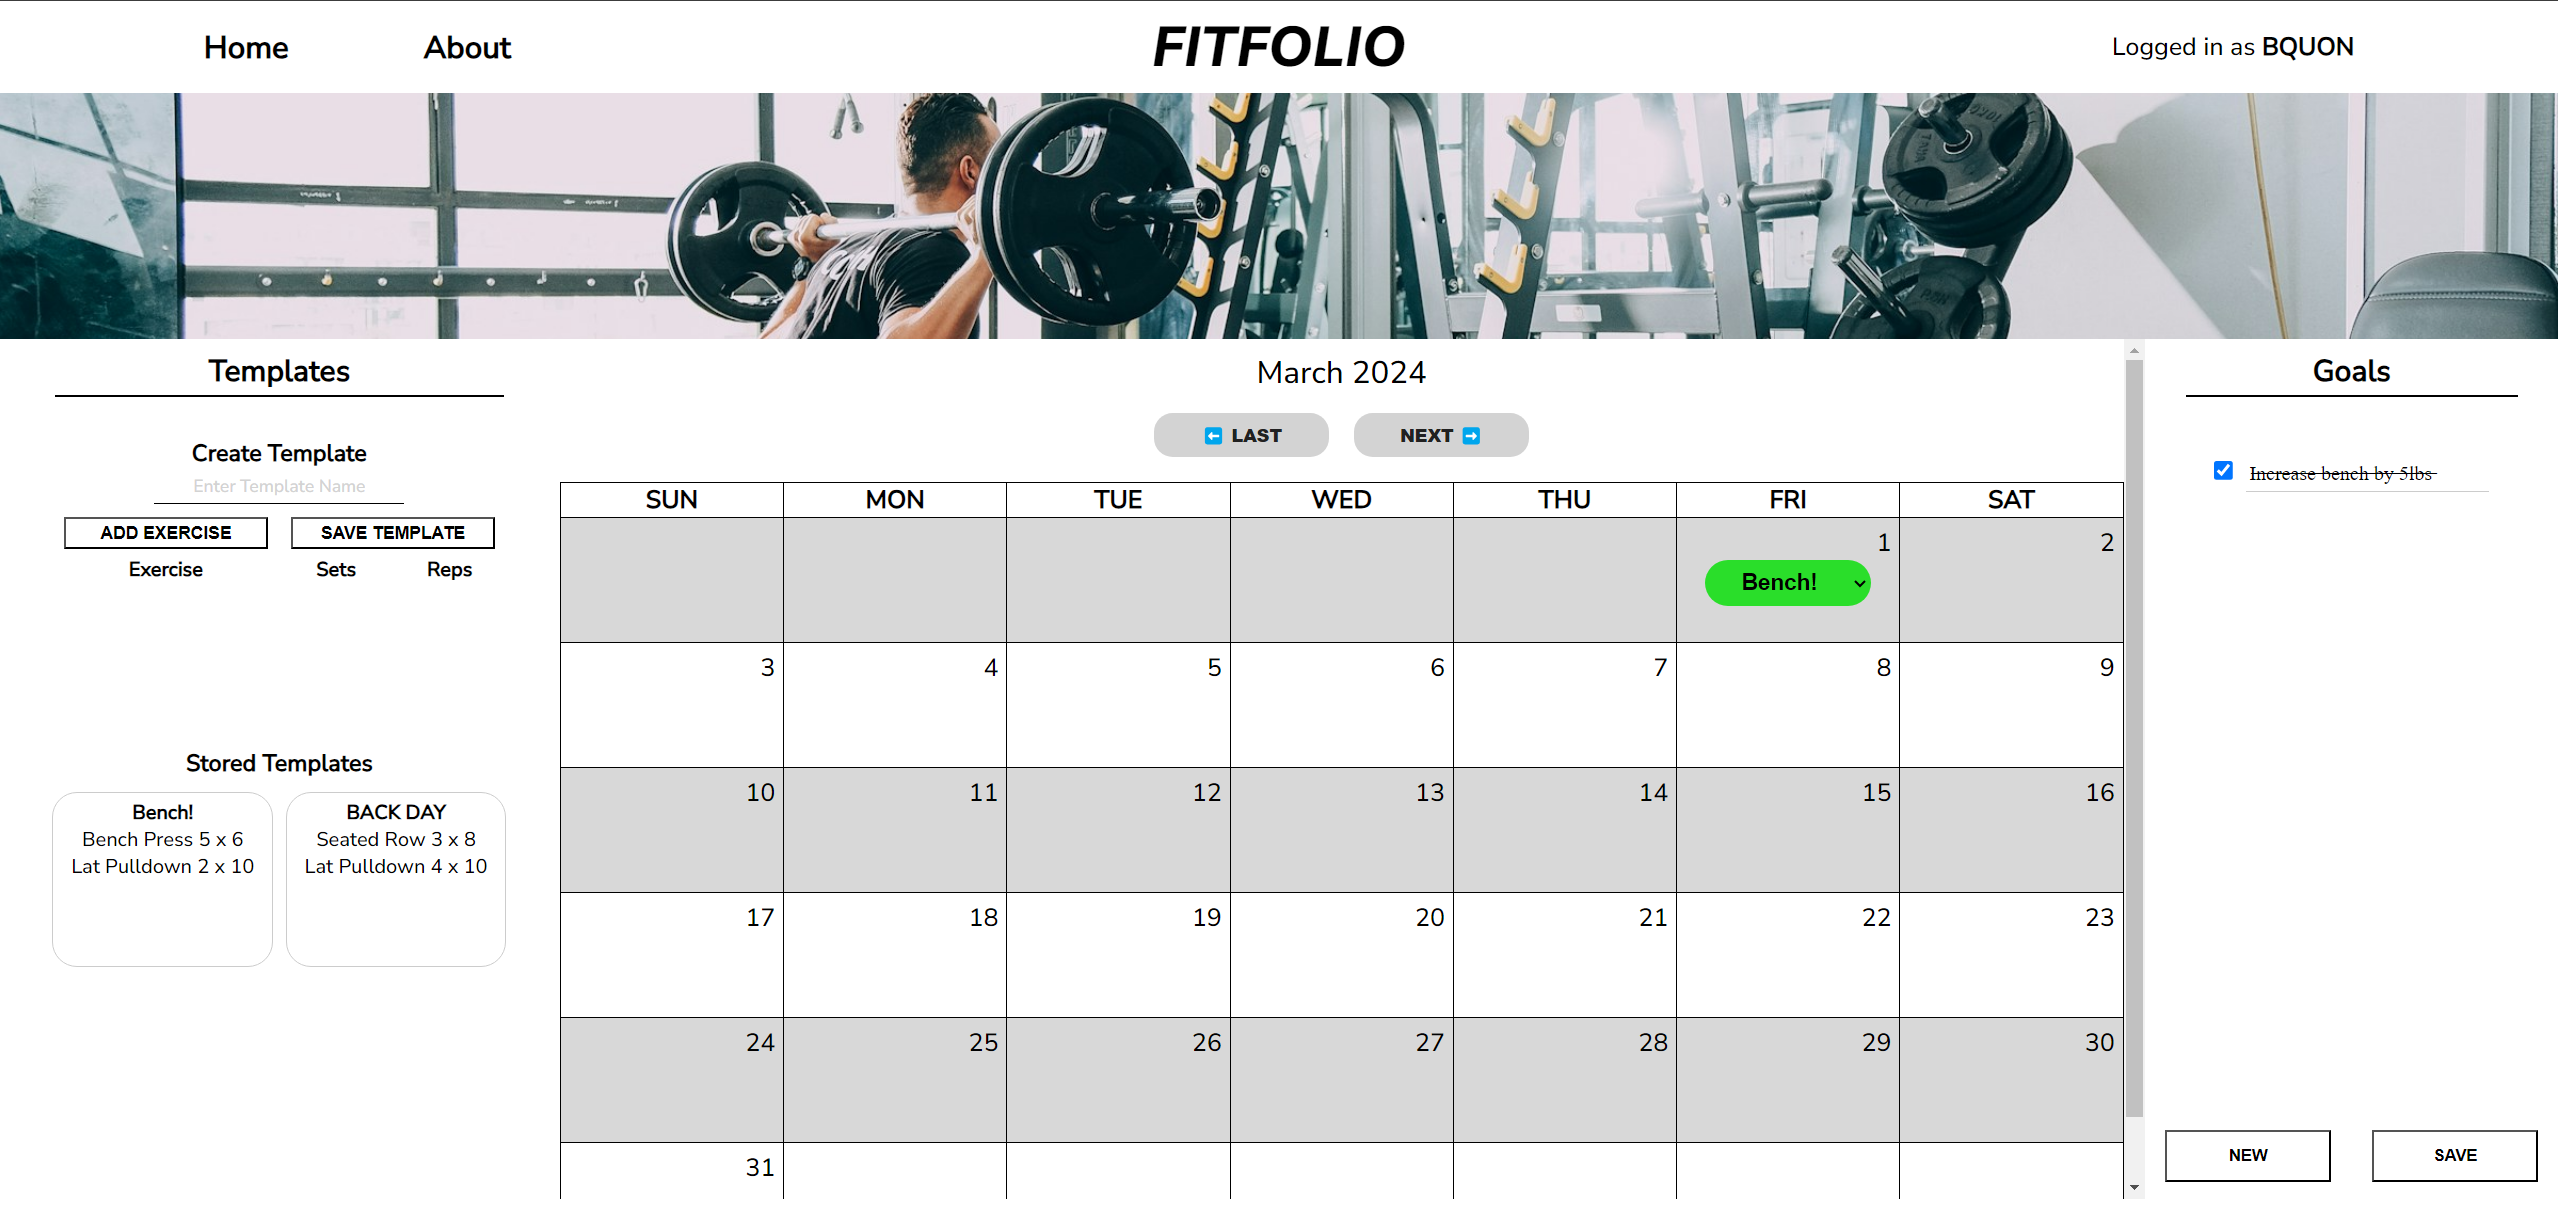 Home About FITFOLIO Logged in as BQUON
Templates
Create Template
Enter Template Name
ADD EXERCISE SAVE TEMPLATE
Exercise Sets Reps
Stored Templates
Bench!
Bench Press 5 x 6
Lat Pulldown 2 x 10
BACK DAY
Seated Row 3 x 8
Lat Pulldown 4 x 10
March 2024
LAST NEXT
SUN MON TUE WED THU FRI SAT
1 2
Bench!
3 4 5 6 7 8 9
10 11 12 13 14 15 16
17 18 19 20 21 22 23
24 25 26 27 28 29 30
31
Goals
Increase bench by 5lbs
NEW SAVE